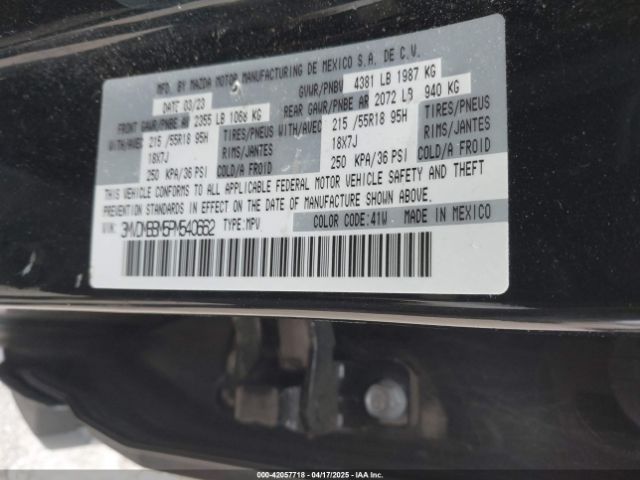 MFD. BY MAZDA MOTOR MANUFACTURING DE MEXICO S.A. DE C.V.
DATE 03/23 GVWR/PNBV 4381 LB 1987 KG
FRONT GAWR/PNBE AV 2355 LB 1068 KG REAR GAWR/PNBE AR 2072 LB 940 KG
WITH/AVEC 215 /55R18 95H TIRES/PNEUS WITH/AVEC 215 /55R18 95H TIRES/PNEUS
18X7J RIMS/JANTES 18X7J RIMS/JANTES
250 KPA/36 PSI COLD/A FROID 250 KPA/36 PSI COLD/A FROID
THIS VEHICLE CONFORMS TO ALL APPLICABLE FEDERAL MOTOR VEHICLE SAFETY AND THEFT
PREVENTION STANDARDS IN EFFECT ON THE DATE OF MANUFACTURE SHOWN ABOVE.
VIN: TYPE: MPV COLOR CODE:41W MADE IN MEXICO
000-42057718 - 04/17/2025 - IAAI.COM